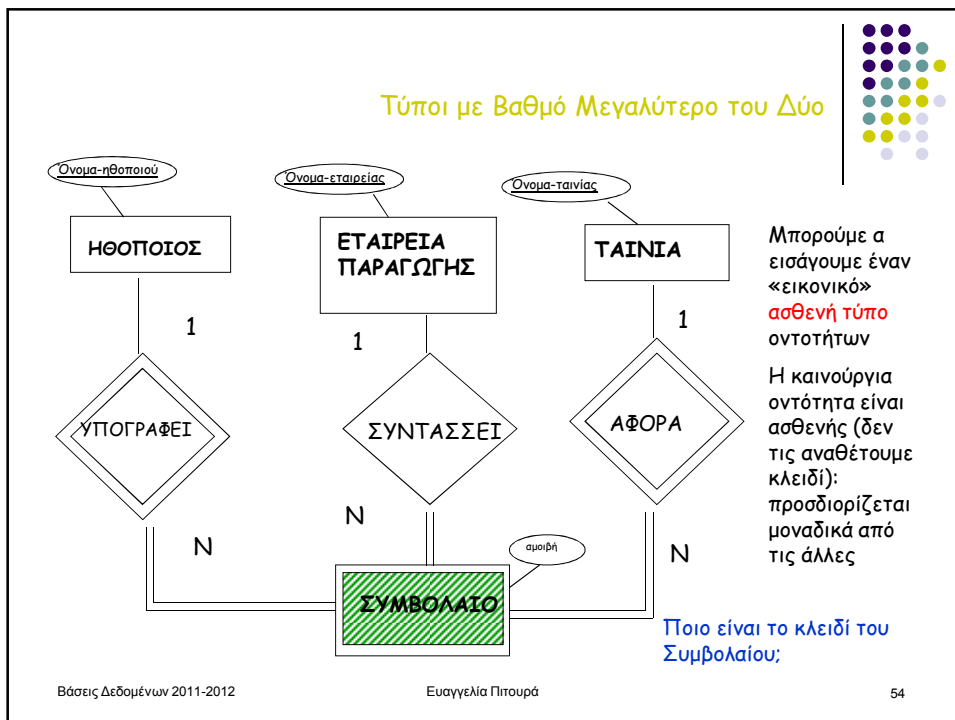 Τύποι με Βαθμό Μεγαλύτερο του Δύο
Όνομα-ηθοποιού
Όνομα-εταιρείας
Όνομα-ταινίας
ΗΘΟΠΟΙΟΣ
ΕΤΑΙΡΕΙΑ
ΠΑΡΑΓΩΓΗΣ
ΤΑΙΝΙΑ
1
1
1
ΥΠΟΓΡΑΦΕΙ
ΣΥΝΤΑΣΣΕΙ
ΑΦΟΡΑ
Ν
Ν
Ν
αμοιβή
ΣΥΜΒΟΛΑΙΟ
Μπορούμε α
εισάγουμε έναν
«εικονικό»
ασθενή τύπο
οντοτήτων
Η καινούργια
οντότητα είναι
ασθενής (δεν
τις αναθέτουμε
κλειδί):
προσδιορίζεται
μοναδικά από
τις άλλες
Ποιο είναι το κλειδί του
Συμβολαίου;
Βάσεις Δεδομένων 2011-2012
Ευαγγελία Πιτουρά
54